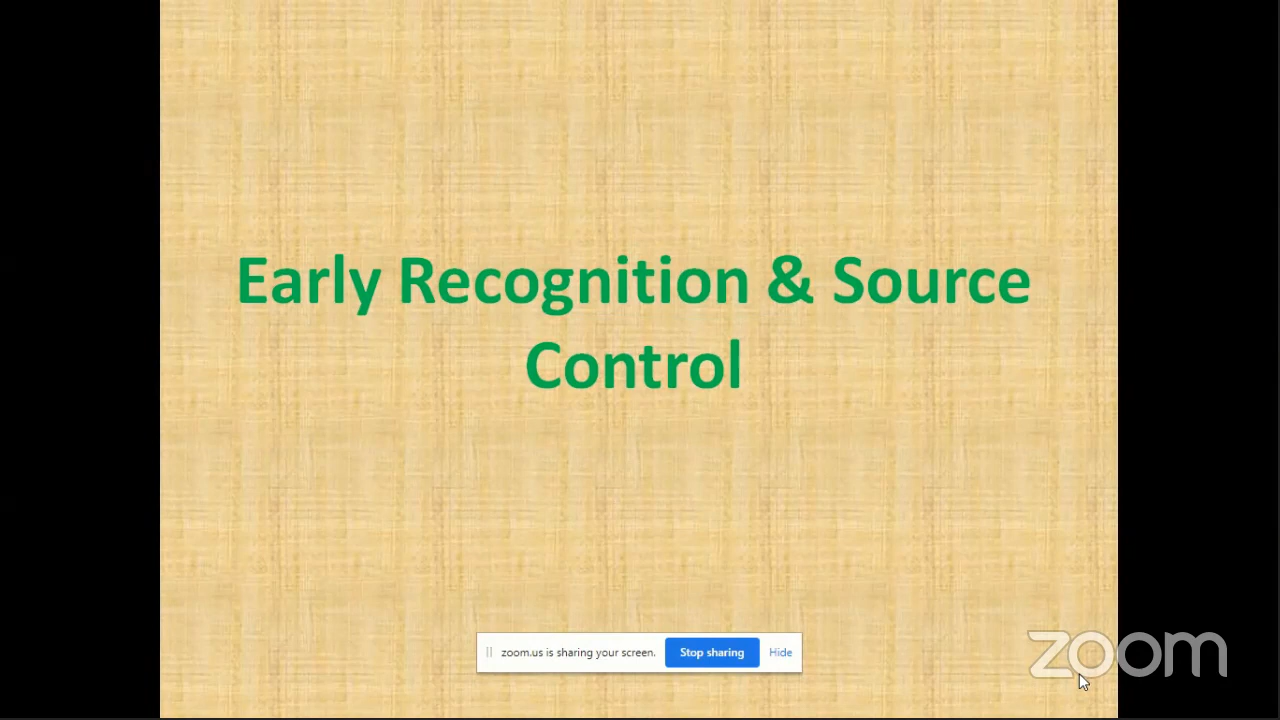 Early Recognition & Source
Control
zoom.us is sharing your screen. Stop sharing Hide
zoom